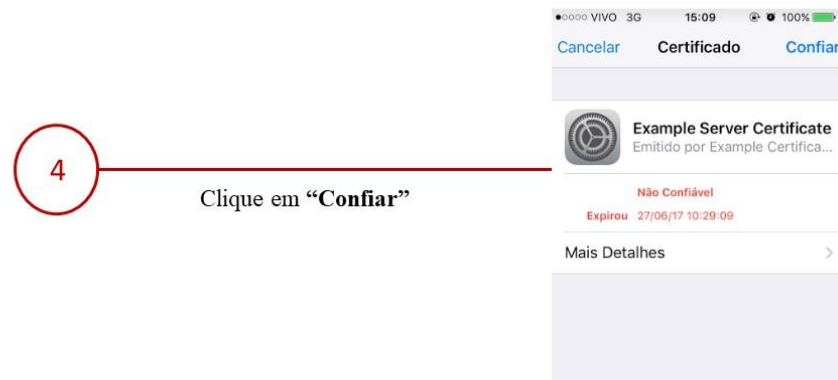 ●oooo VIVO 3G 15:09 100%
Cancelar Certificado Confiar
Example Server Certificate
Emitido por Example Certifica...
4
Clique em “Confiar”
Não Confiável
Expirou 27/06/17 10:29:09
Mais Detalhes